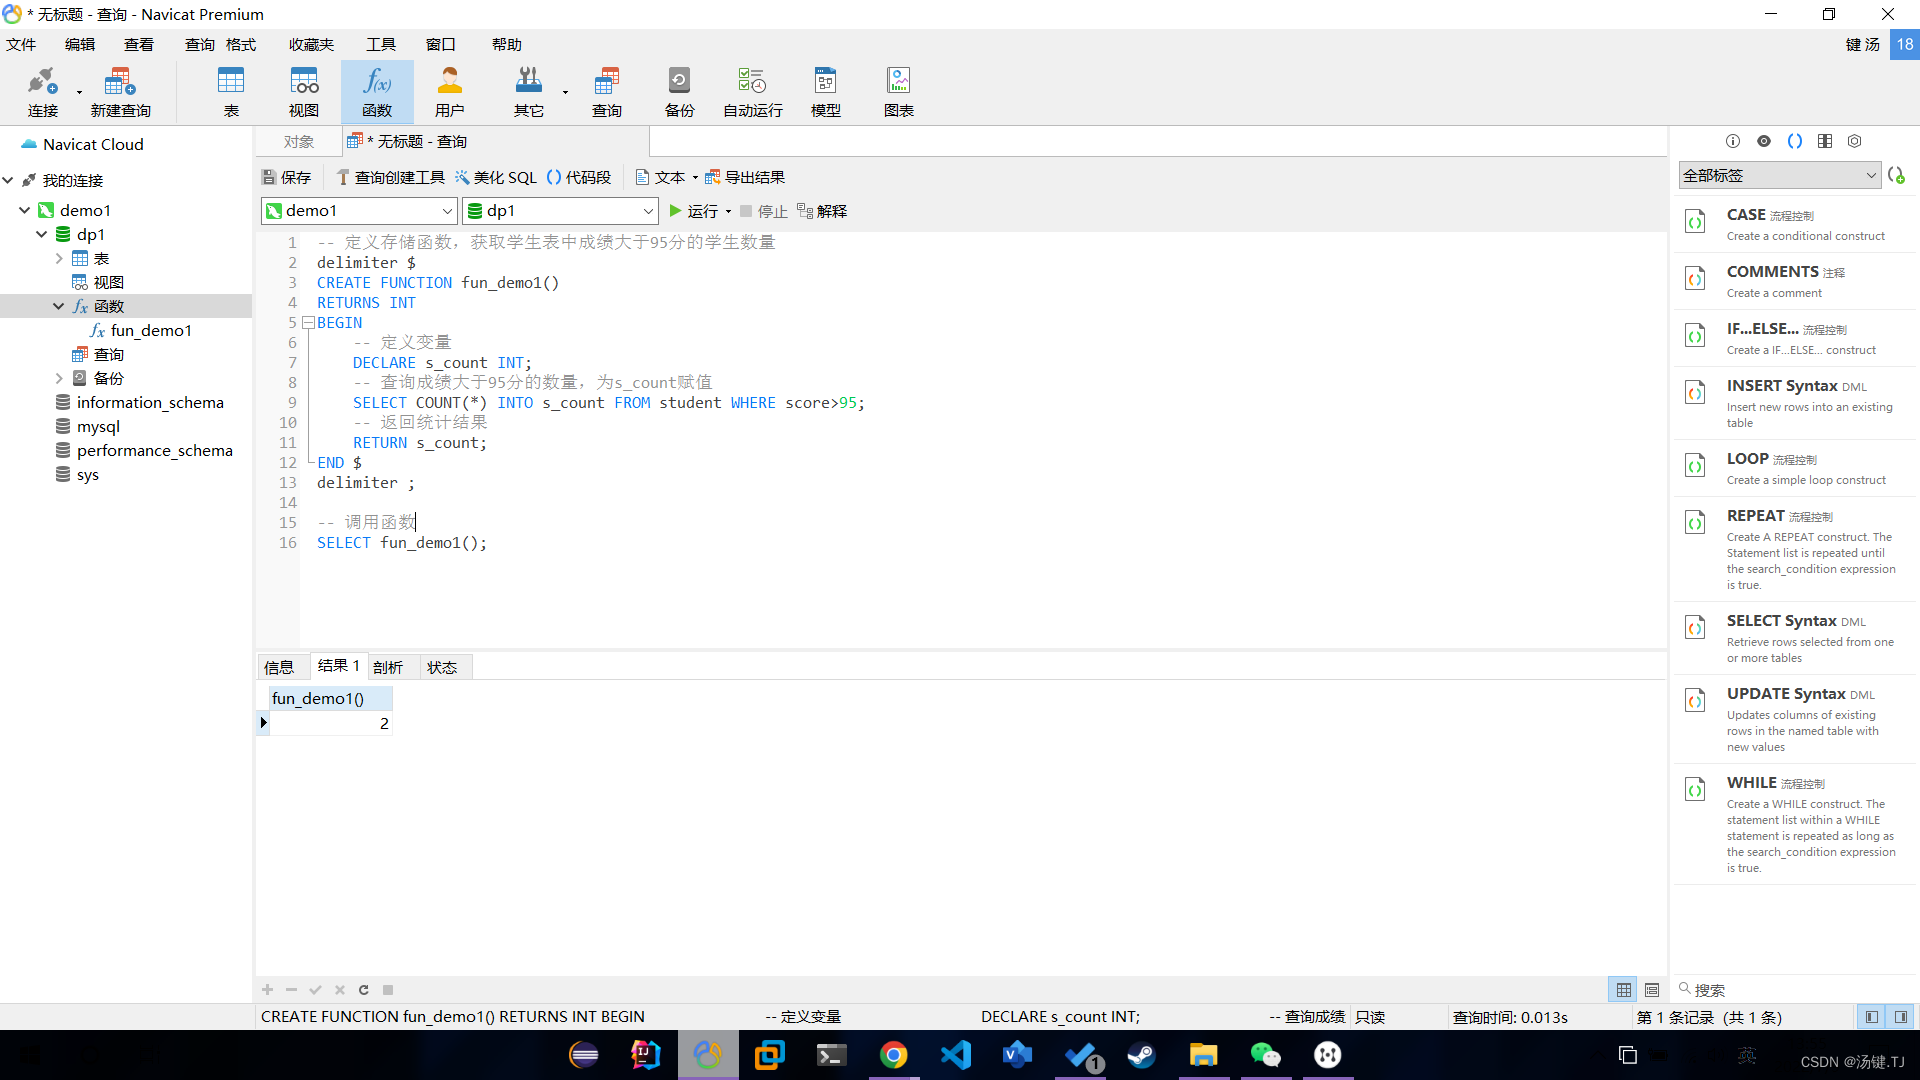 * 无标题 - 查询 - Navicat Premium
文件 编辑 查看 查询 格式 收藏夹 工具 窗口 帮助 键 汤 18
连接 新建查询 表 视图 函数 用户 其它 查询 备份 自动运行 模型 图表
Navicat Cloud
我的连接
demo1
dp1
表
视图
函数
fun_demo1
查询
备份
information_schema
mysql
performance_schema
sys
对象 * 无标题 - 查询
保存 查询创建工具 美化 SQL 代码段 文本 导出结果
demo1 dp1 运行 停止 解释
1 -- 定义存储函数，获取学生表中成绩大于95分的学生数量
2 delimiter $
3 CREATE FUNCTION fun_demo1()
4 RETURNS INT
5 BEGIN
6 -- 定义变量
7 DECLARE s_count INT;
8 -- 查询成绩大于95分的数量，为s_count赋值
9 SELECT COUNT(*) INTO s_count FROM student WHERE score>95;
10 -- 返回统计结果
11 RETURN s_count;
12 END $
13 delimiter ;
14
15 -- 调用函数
16 SELECT fun_demo1();
信息 结果 1 剖析 状态
fun_demo1()
2
全部标签
CASE 流程控制
Create a conditional construct
COMMENTS 注释
Create a comment
IF...ELSE... 流程控制
Create a IF...ELSE... construct
INSERT Syntax DML
Insert new rows into an existing
table
LOOP 流程控制
Create a simple loop construct
REPEAT 流程控制
Create A REPEAT construct. The
Statement list is repeated until
the search_condition expression
is true.
SELECT Syntax DML
Retrieve rows selected from one
or more tables
UPDATE Syntax DML
Updates columns of existing
rows in the named table with
new values
WHILE 流程控制
Create a WHILE construct. The
statement list within a WHILE
statement is repeated as long as
the search_condition expression
is true.
搜索
CREATE FUNCTION fun_demo1() RETURNS INT BEGIN -- 定义变量 DECLARE s_count INT; -- 查询成绩 只读 查询时间: 0.013s 第 1 条记录 (共 1 条)
1
英
CSDN @汤键.TJ